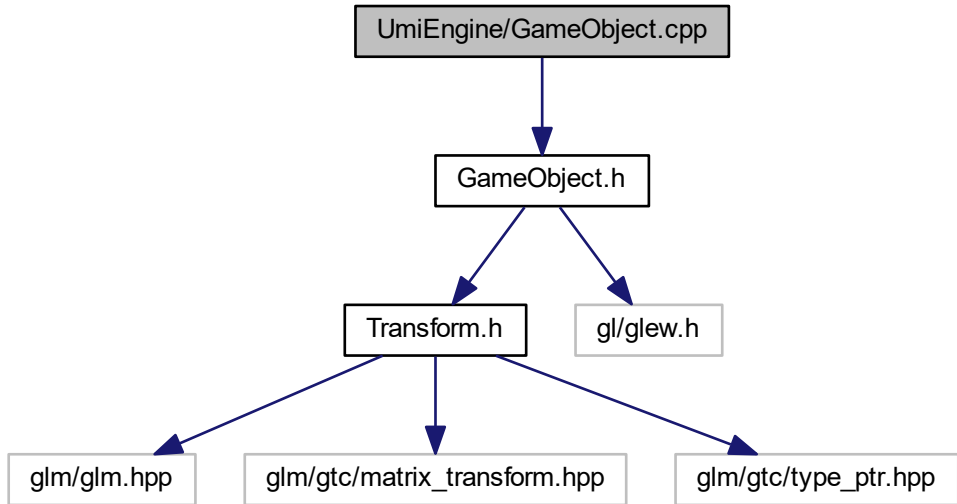 UmiEngine/GameObject.cpp
GameObject.h
Transform.h
gl/glew.h
glm/glm.hpp
glm/gtc/matrix_transform.hpp
glm/gtc/type_ptr.hpp